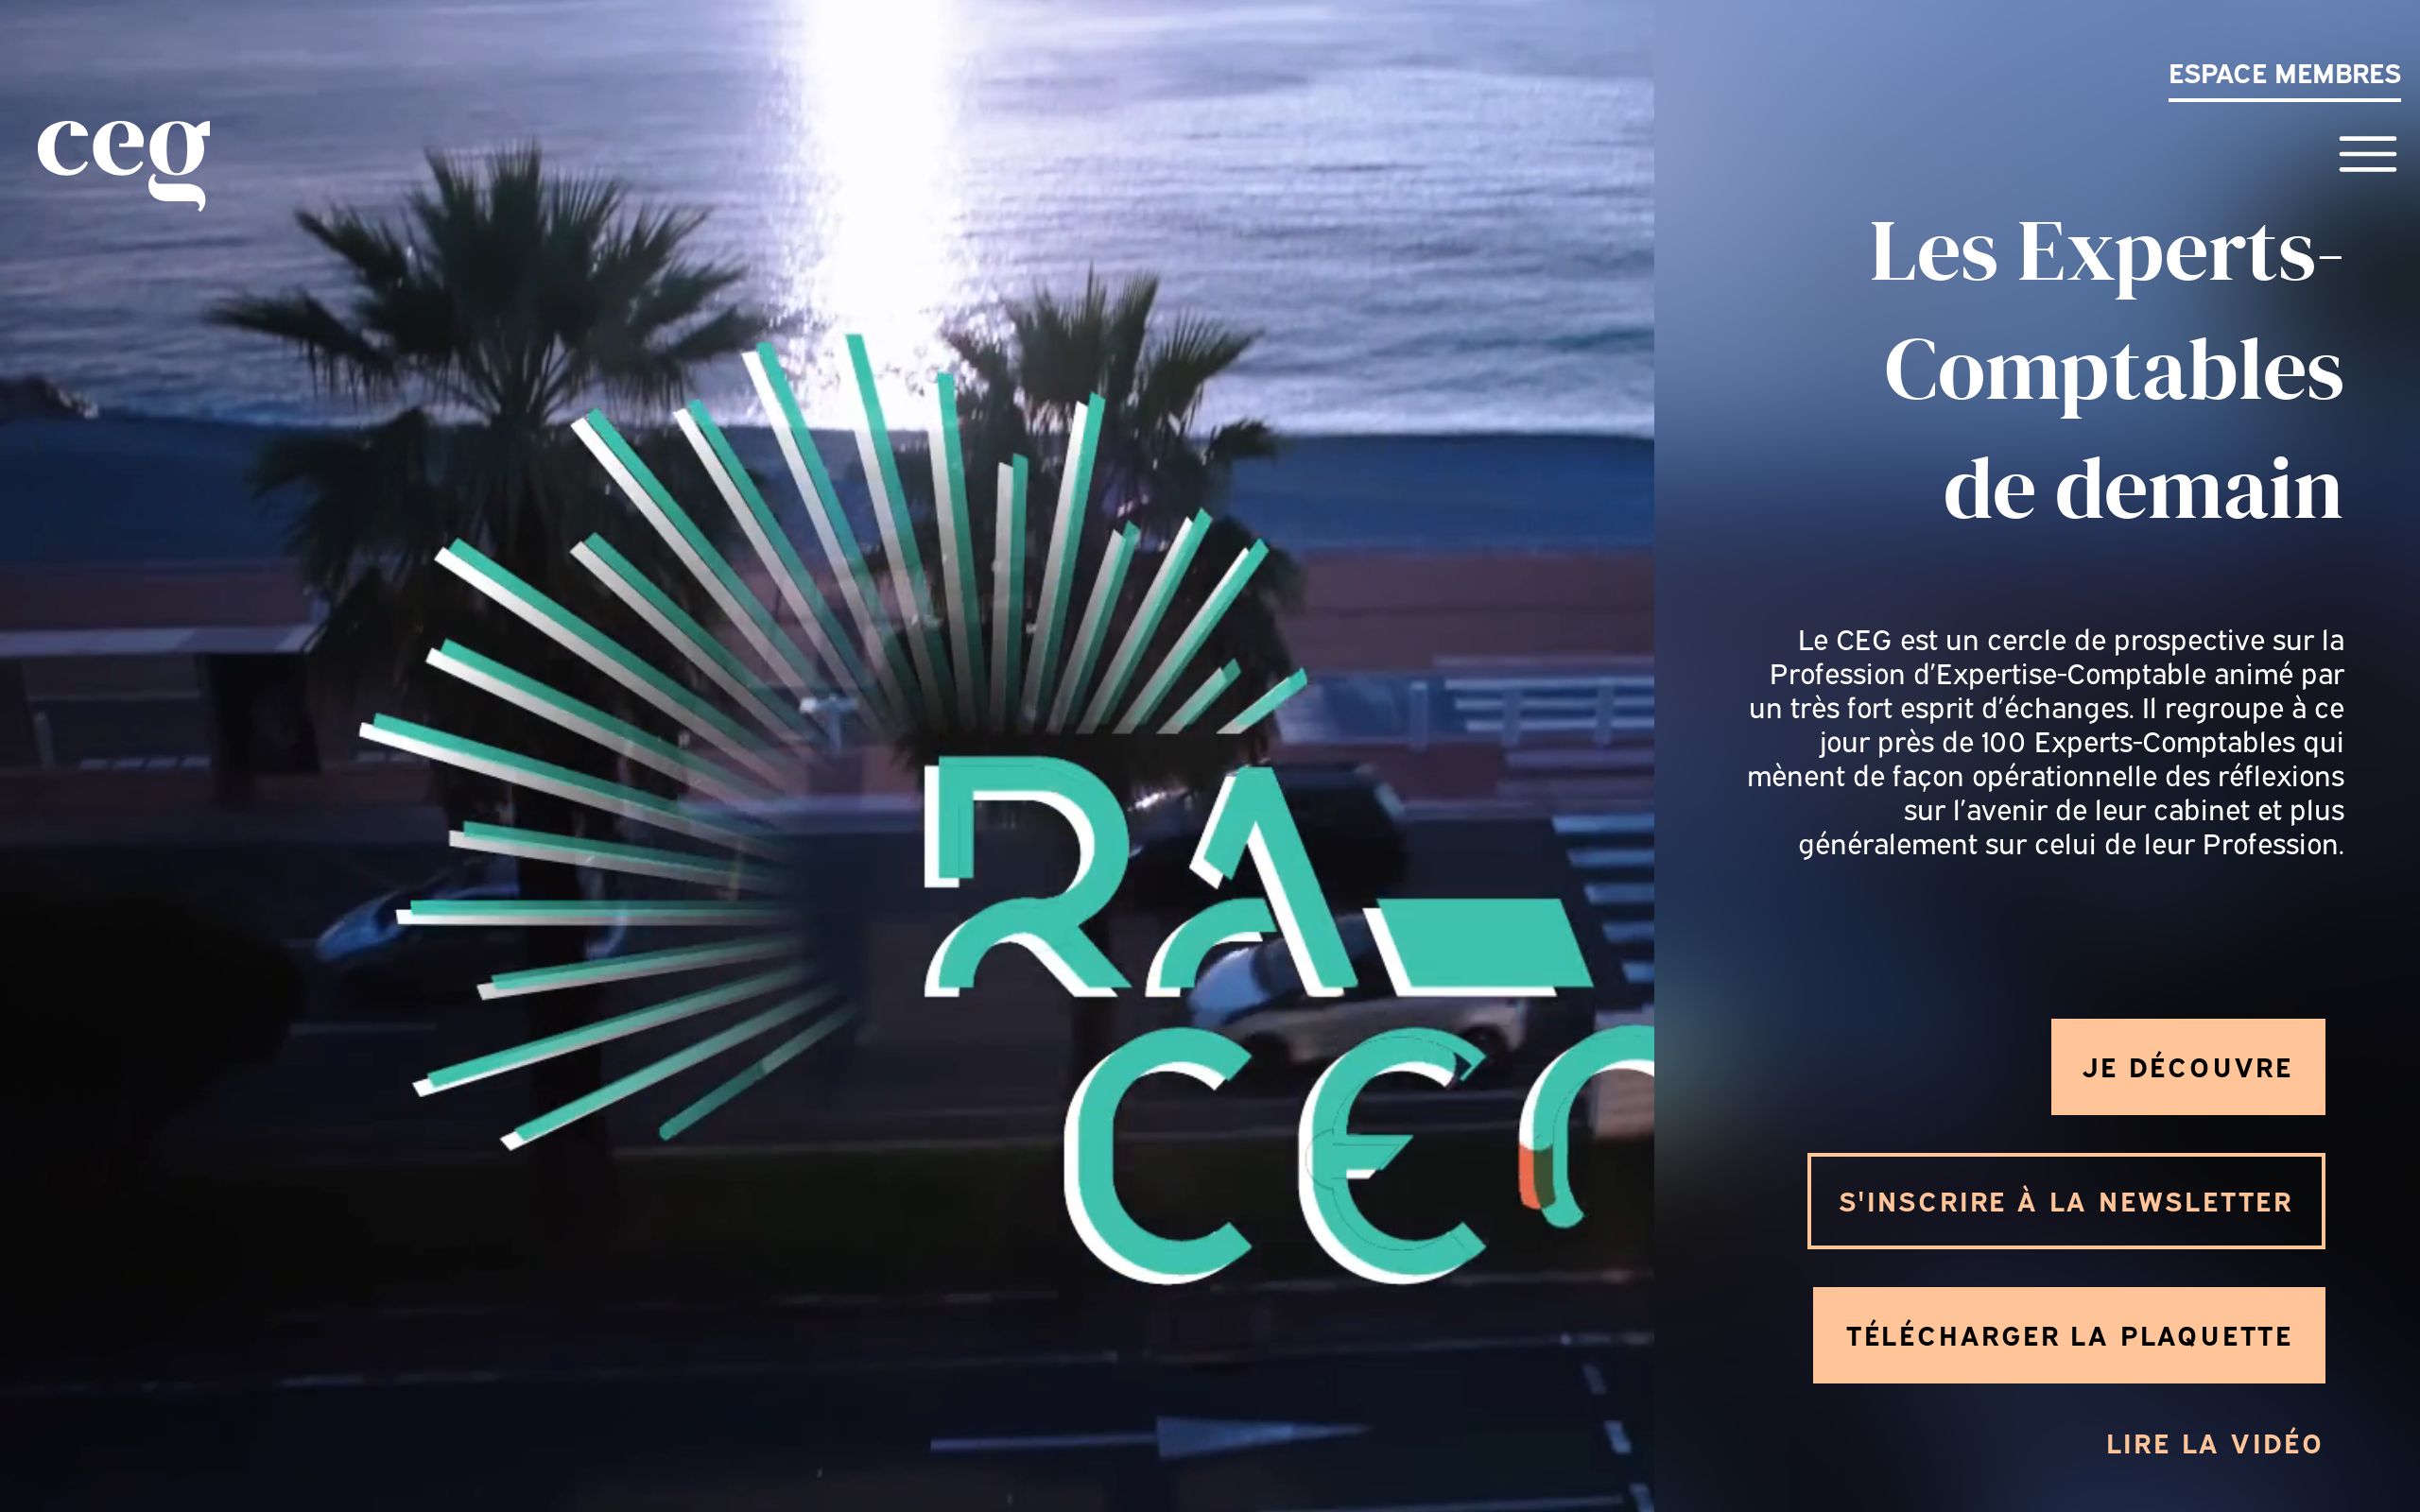 ESPACE MEMBRES
ceg
Les Experts-
Comptables
de demain
Le CEG est un cercle de prospective sur la
Profession d'Expertise-Comptable animé par
un très fort esprit d'échanges. Il regroupe à ce
jour près de 100 Experts-Comptables qui
mènent de façon opérationnelle des réflexions
sur l'avenir de leur cabinet et plus
généralement sur celui de leur Profession.
RA
CE
JE DÉCOUVRE
S'INSCRIRE À LA NEWSLETTER
TÉLÉCHARGER LA PLAQUETTE
LIRE LA VIDÉO